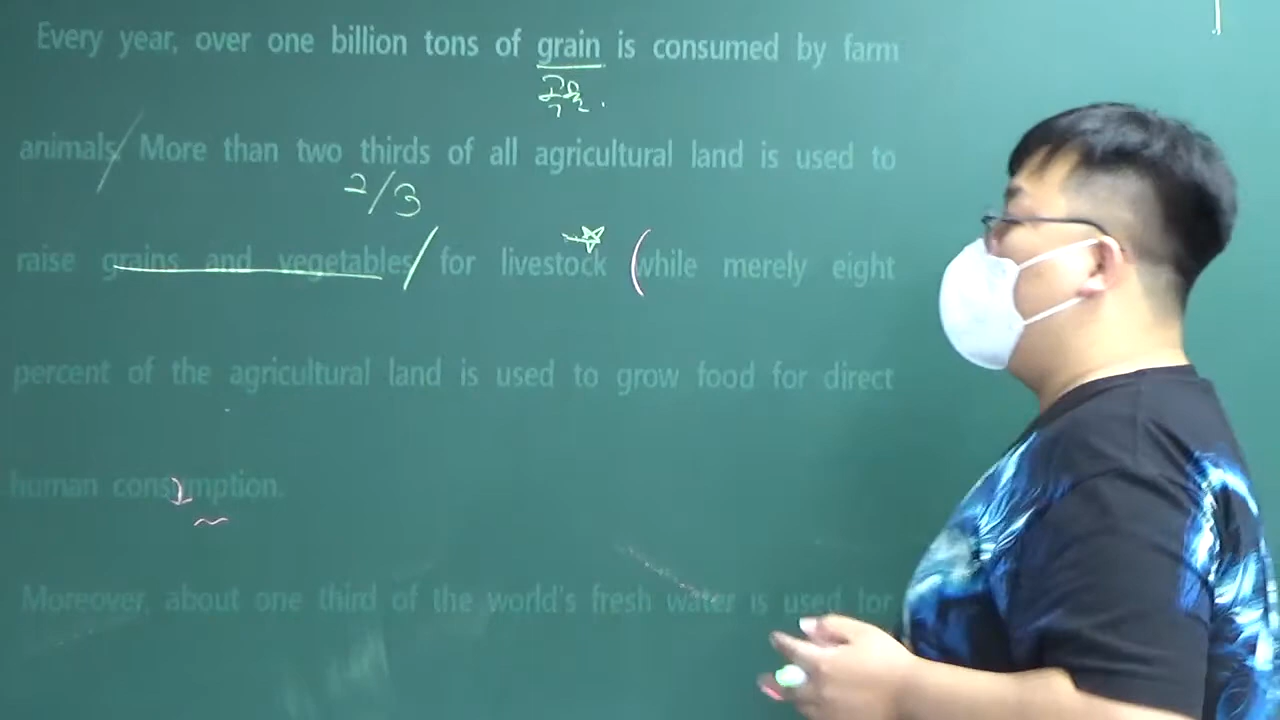 Every year, over one billion tons of grain is consumed by farm
곡물.
animals. More than two thirds of all agricultural land is used to
2/3
raise grains and vegetables for livestock (while merely eight
percent of the agricultural land is used to grow food for direct
human consumption.
Moreover, about one third of the world's fresh water is used for